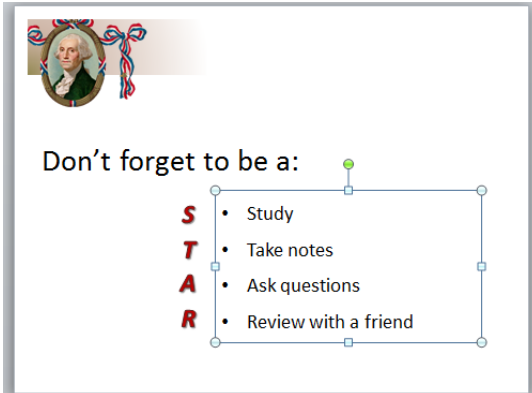 Don't forget to be a:
S • Study
T • Take notes
A • Ask questions
R • Review with a friend